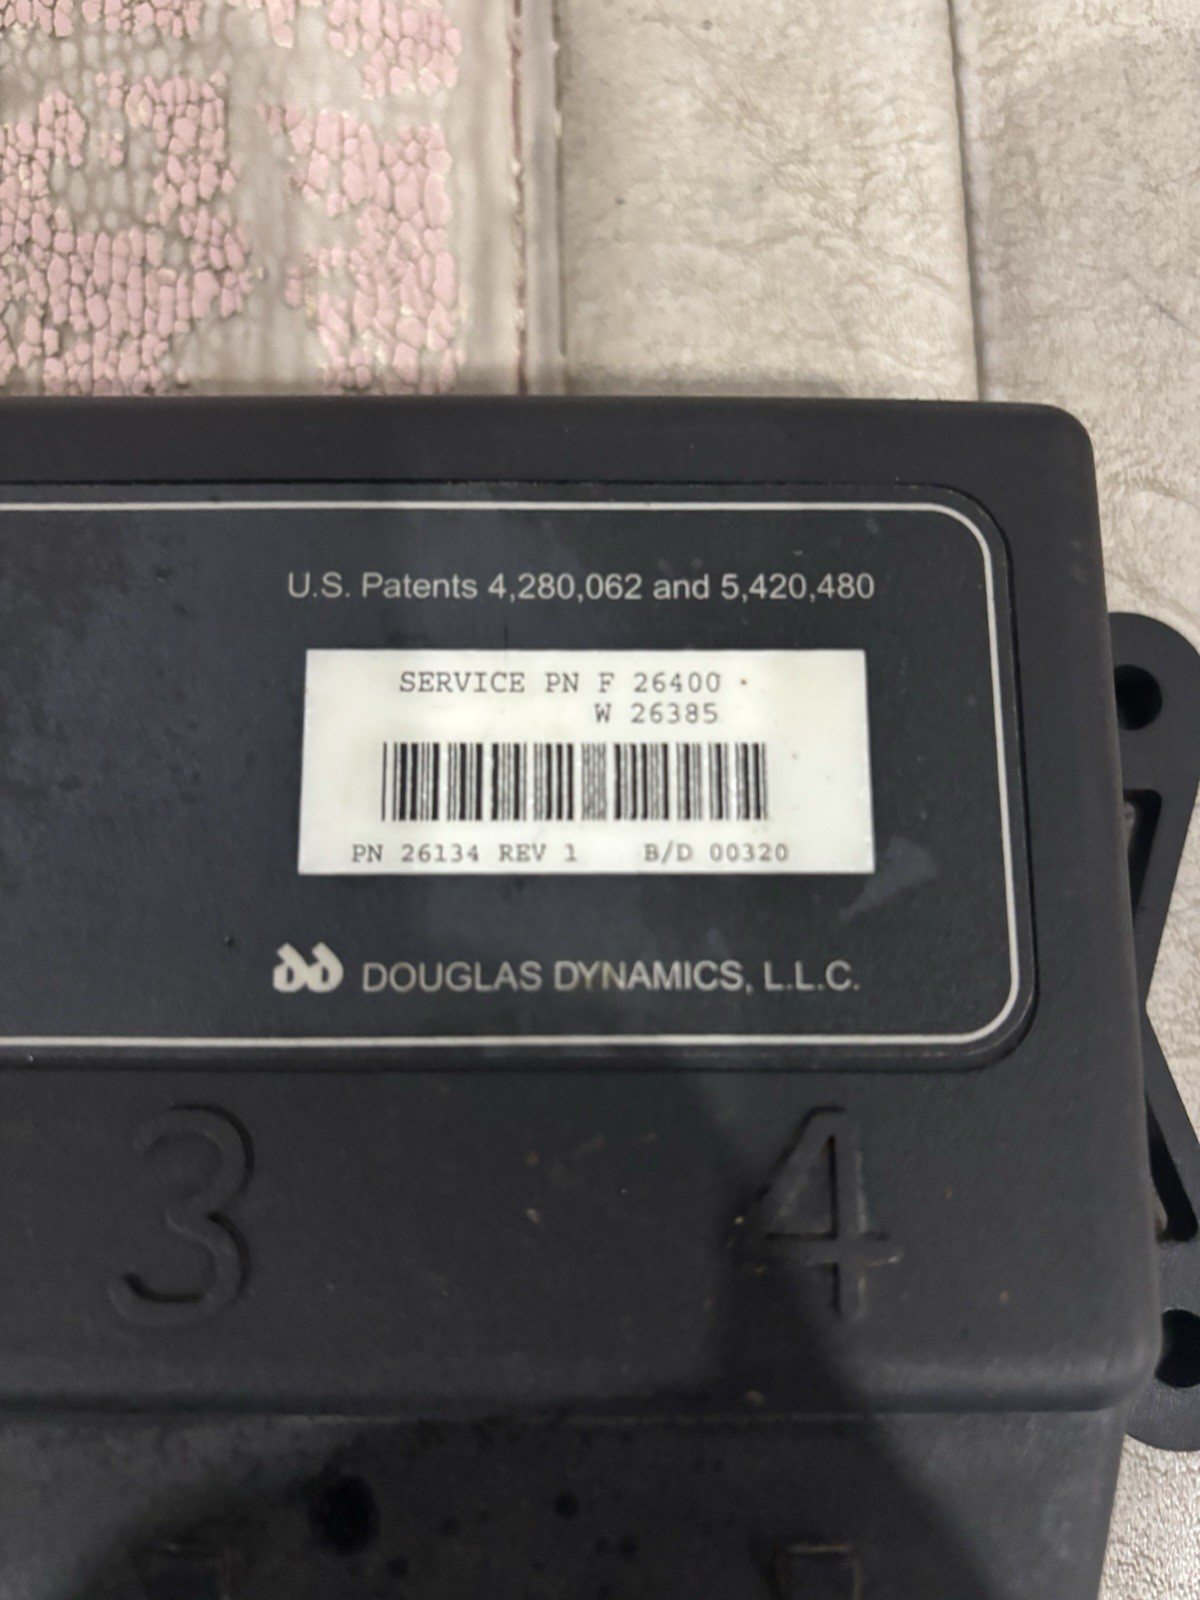 U.S. Patents 4,280,062 and 5,420,480
SERVICE PN F 26400
W 26385
PN 26134 REV 1 B/D 00320
DOUGLAS DYNAMICS, L.L.C.
3 4